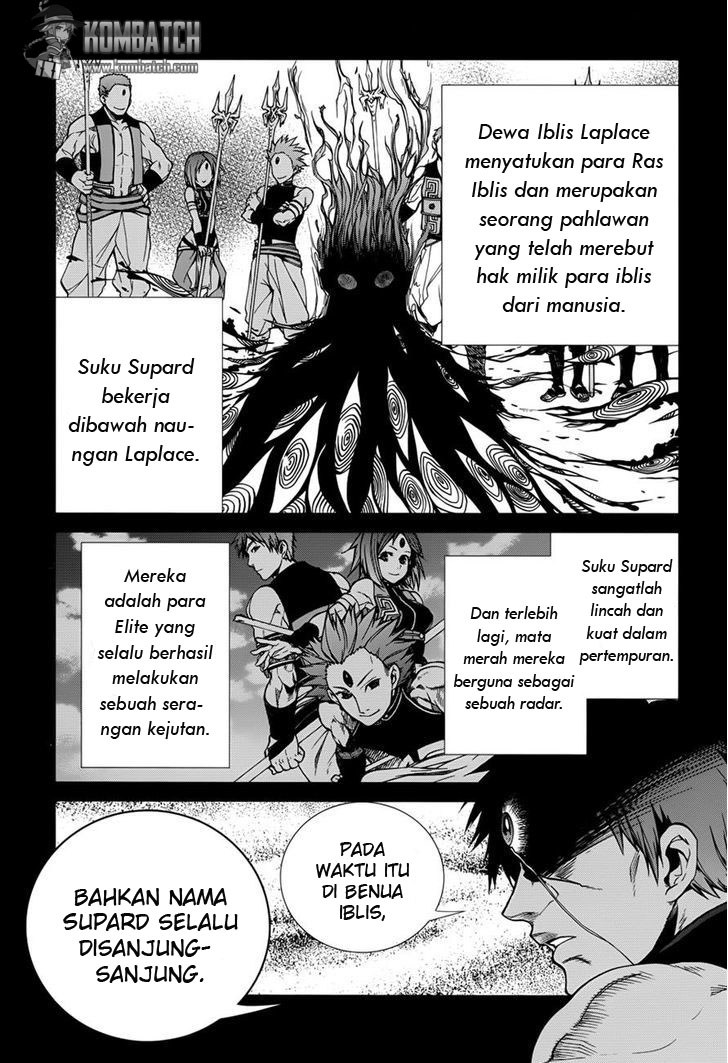 KOMBATCH
www.kombatch.com
Dewa Iblis Laplace
menyatukan para Ras
Iblis dan merupakan
seorang pahlawan
yang telah merebut
hak milik para iblis
dari manusia.
Suku Supard
bekerja
dibawah nau-
ngan Laplace.
Suku Supard
sangatlah
lincah dan
kuat dalam
pertempuran.
Dan terlebih
lagi, mata
merah mereka
berguna sebagai
sebuah radar.
Mereka
adalah para
Elite yang
selalu berhasil
melakukan
sebuah sera-
ngan kejutan.
PADA
WAKTU ITU
DI BENUA
IBLIS,
BAHKAN NAMA
SUPARD SELALU
DISANJUNG-
SANJUNG.